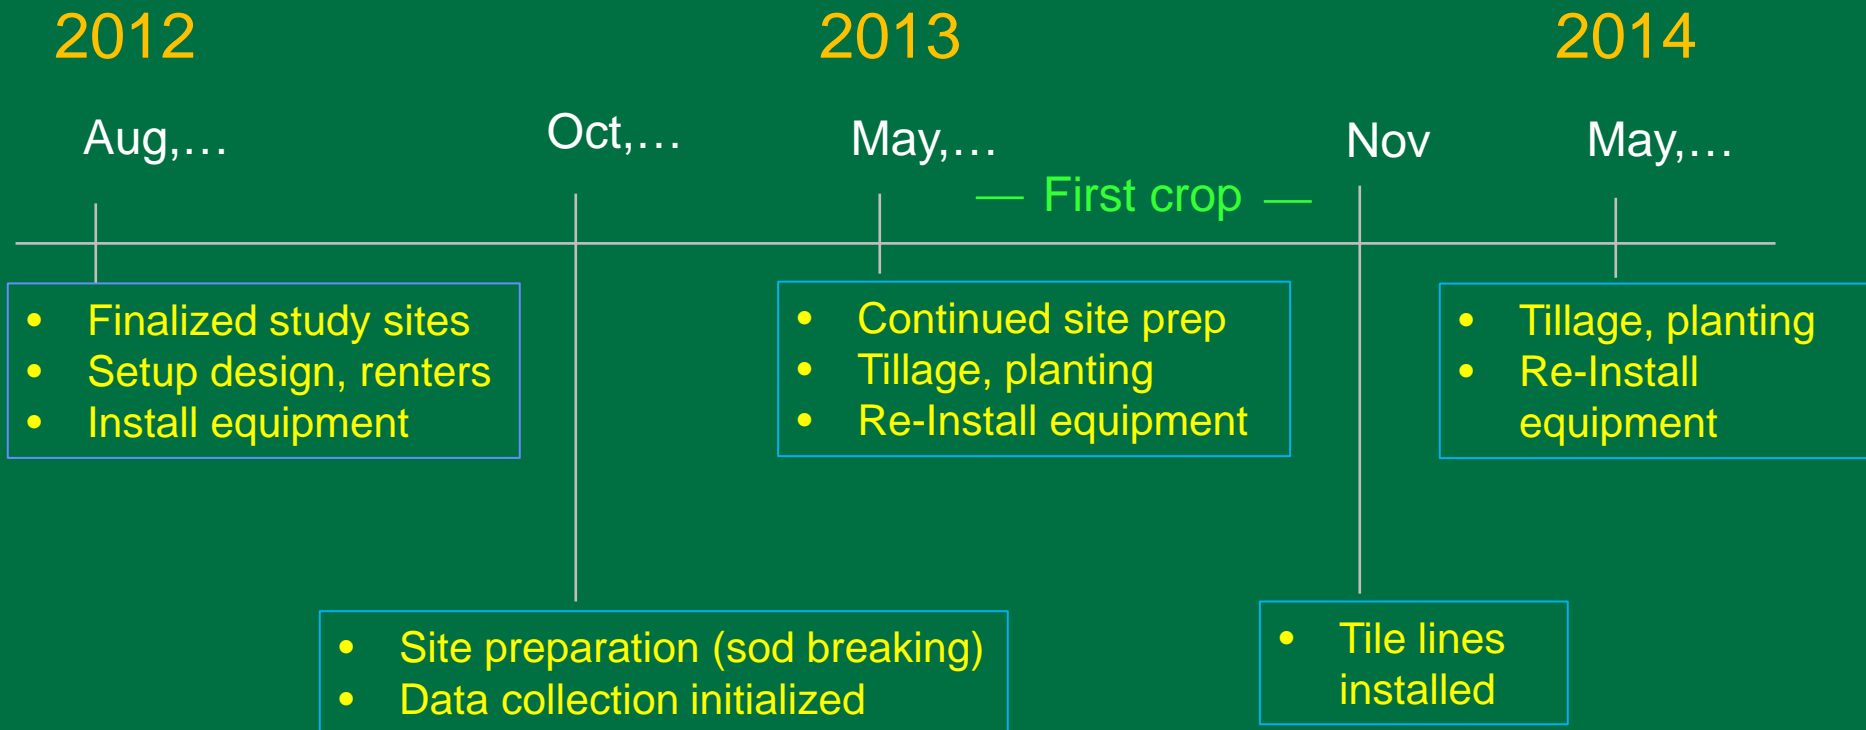 2012
2013
2014
Aug,…
Oct,…
May,…
Nov
May,…
— First crop —
• Finalized study sites
• Setup design, renters
• Install equipment
• Continued site prep
• Tillage, planting
• Re-Install equipment
• Tillage, planting
• Re-Install
equipment
• Site preparation (sod breaking)
• Data collection initialized
• Tile lines
installed